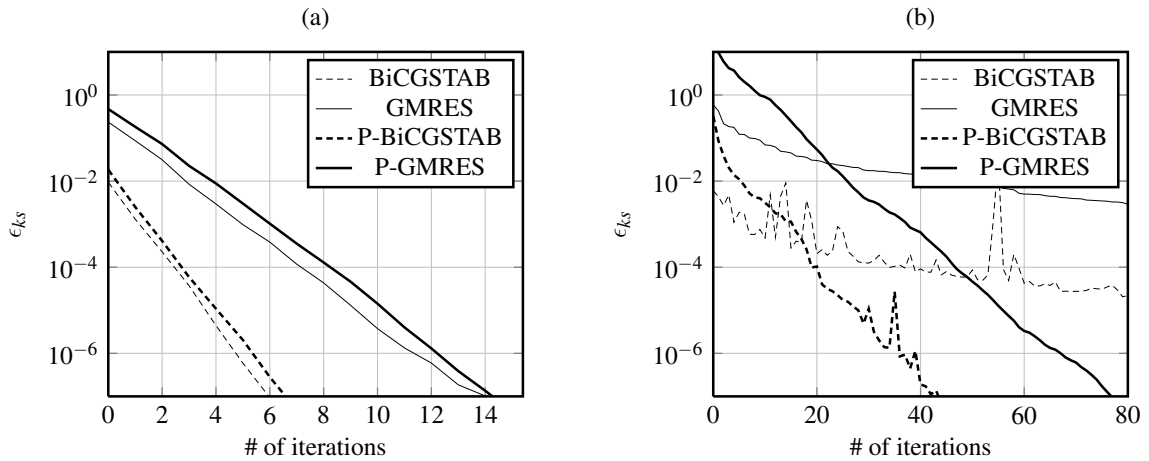 (a)
10^0
10^-2
10^-4
10^-6
ϵ_ks
0 2 4 6 8 10 12 14
# of iterations
BiCGSTAB
GMRES
P-BiCGSTAB
P-GMRES
(b)
10^0
10^-2
10^-4
10^-6
ϵ_ks
0 20 40 60 80
# of iterations
BiCGSTAB
GMRES
P-BiCGSTAB
P-GMRES